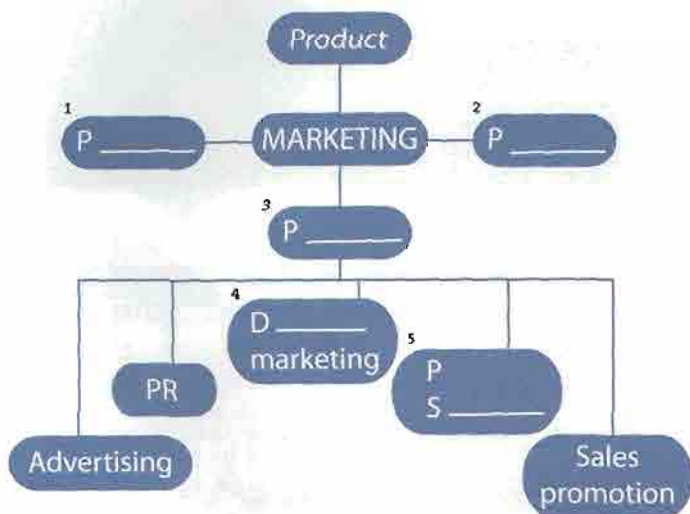 Product
1
P ______
MARKETING
2
P ______
3
P ______
4
D ______
marketing
5
P
S ______
PR
Advertising
Sales
promotion